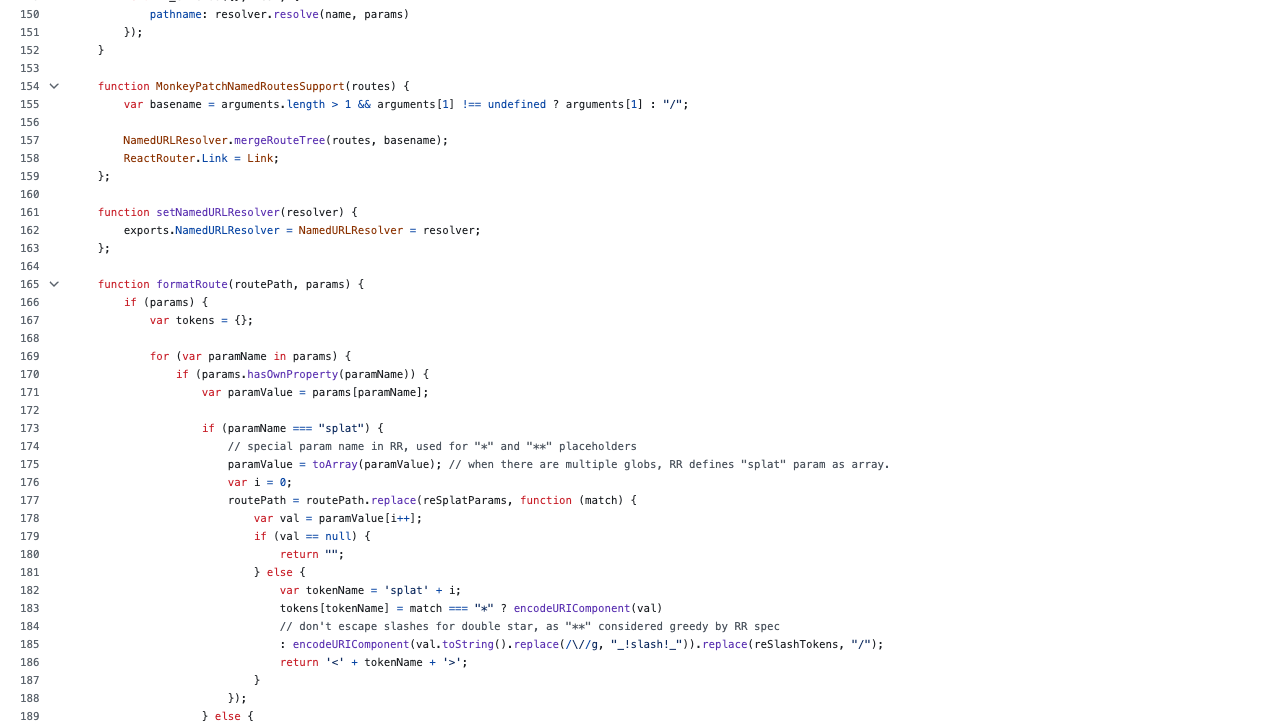 150 pathname: resolver.resolve(name, params)
151 });
152 }
153
154 function MonkeyPatchNamedRoutesSupport(routes) {
155 var basename = arguments.length > 1 && arguments[1] !== undefined ? arguments[1] : "/";
156
157 NamedURLResolver.mergeRouteTree(routes, basename);
158 ReactRouter.Link = Link;
159 };
160
161 function setNamedURLResolver(resolver) {
162 exports.NamedURLResolver = NamedURLResolver = resolver;
163 };
164
165 function formatRoute(routePath, params) {
166 if (params) {
167 var tokens = {};
168
169 for (var paramName in params) {
170 if (params.hasOwnProperty(paramName)) {
171 var paramValue = params[paramName];
172
173 if (paramName === "splat") {
174 // special param name in RR, used for "*" and "**" placeholders
175 paramValue = toArray(paramValue); // when there are multiple globs, RR defines "splat" param as array.
176 var i = 0;
177 routePath = routePath.replace(reSplatParams, function (match) {
178 var val = paramValue[i++];
179 if (val == null) {
180 return "";
181 } else {
182 var tokenName = 'splat' + i;
183 tokens[tokenName] = match === "*" ? encodeURIComponent(val)
184 // don't escape slashes for double star, as "**" considered greedy by RR spec
185 : encodeURIComponent(val.toString().replace(/\//g, "_!slash!_")).replace(reSlashTokens, "/");
186 return '<' + tokenName + '>';
187 }
188 });
189 } else {